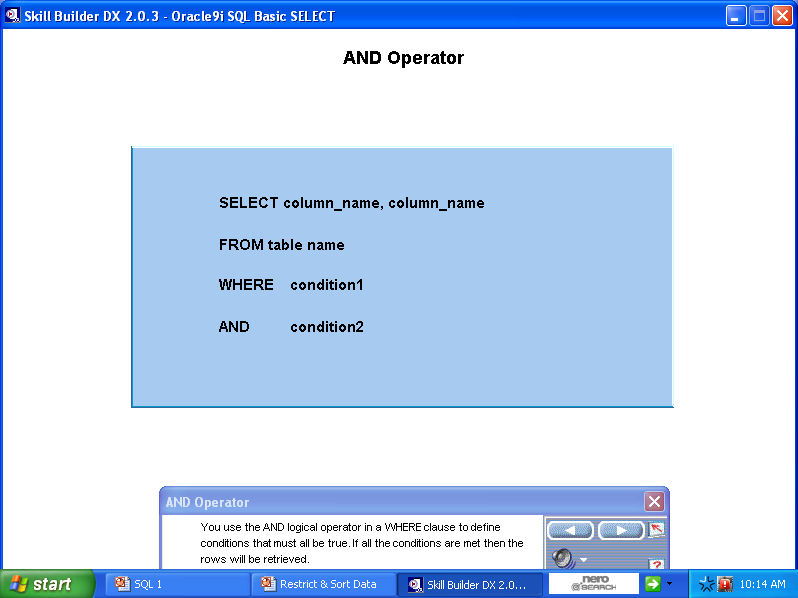 Skill Builder DX 2.0.3 - Oracle9i SQL Basic SELECT
AND Operator
SELECT column_name, column_name
FROM table name
WHERE condition1
AND condition2
AND Operator
You use the AND logical operator in a WHERE clause to define
conditions that must all be true. If all the conditions are met then the
rows will be retrieved.
?
start
SQL 1
Restrict & Sort Data
Skill Builder DX 2.0...
nero
@SEARCH
10:14 AM